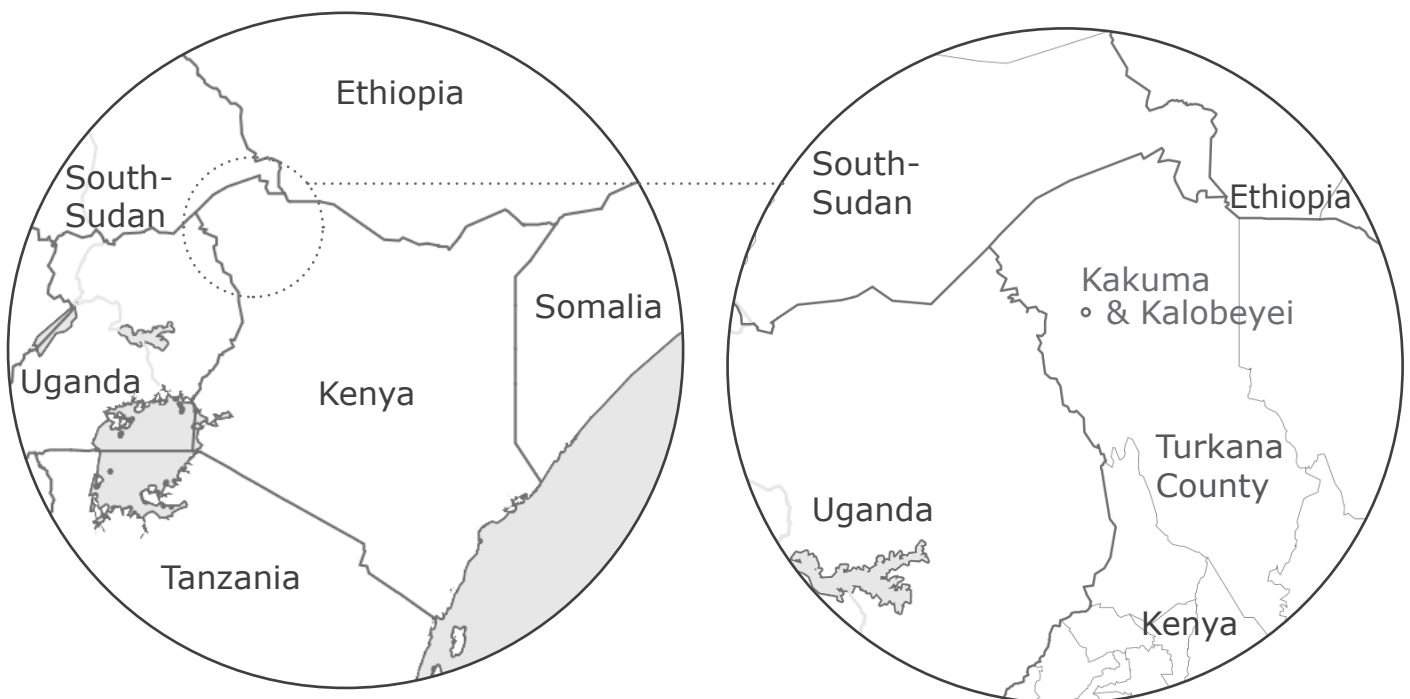 Ethiopia
South-
Sudan
Somalia
Uganda
Kenya
Tanzania
South-
Sudan
Ethiopia
Kakuma
& Kalobeyei
Turkana
County
Uganda
Kenya